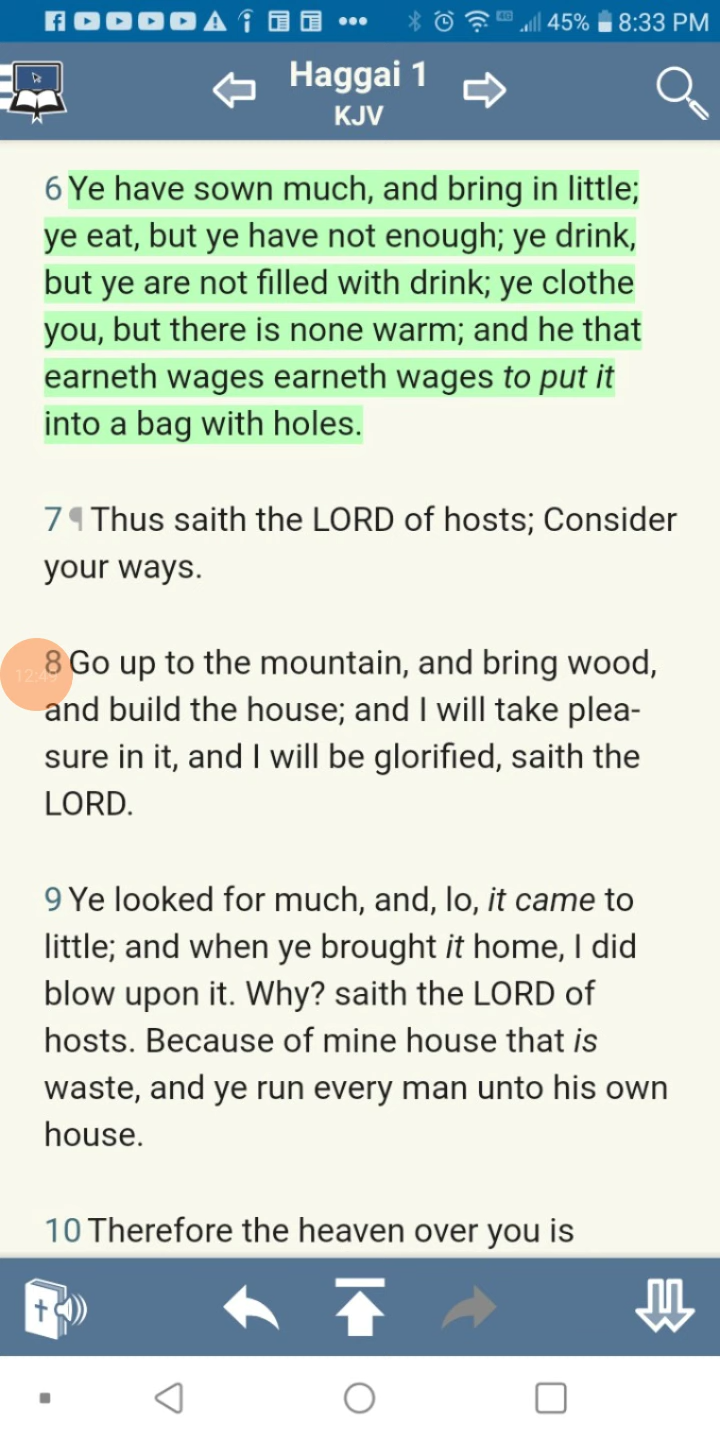 45% 8:33 PM
Haggai 1
KJV
6 Ye have sown much, and bring in little;
ye eat, but ye have not enough; ye drink,
but ye are not filled with drink; ye clothe
you, but there is none warm; and he that
earneth wages earneth wages to put it
into a bag with holes.
7 ¶ Thus saith the LORD of hosts; Consider
your ways.
8 Go up to the mountain, and bring wood,
and build the house; and I will take plea-
sure in it, and I will be glorified, saith the
LORD.
9 Ye looked for much, and, lo, it came to
little; and when ye brought it home, I did
blow upon it. Why? saith the LORD of
hosts. Because of mine house that is
waste, and ye run every man unto his own
house.
10 Therefore the heaven over you is